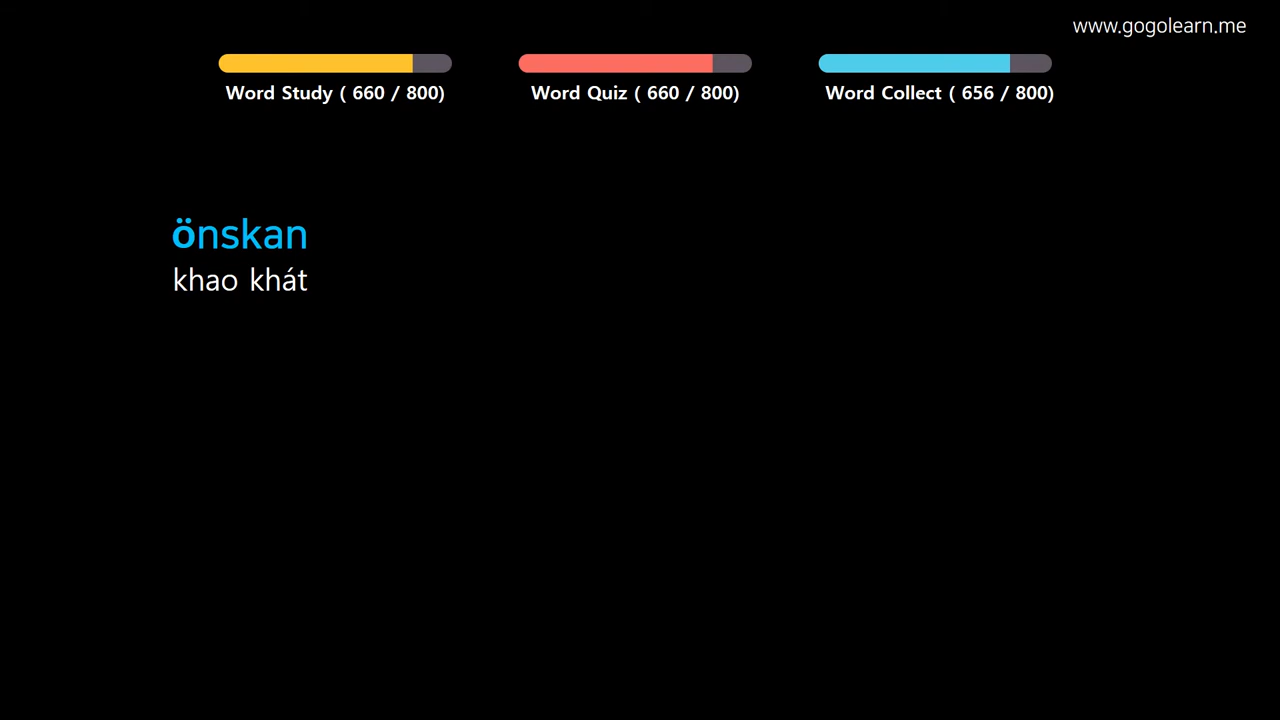 www.gogolearn.me
Word Study ( 660 / 800)
Word Quiz ( 660 / 800)
Word Collect ( 656 / 800)
önskan
khao khát